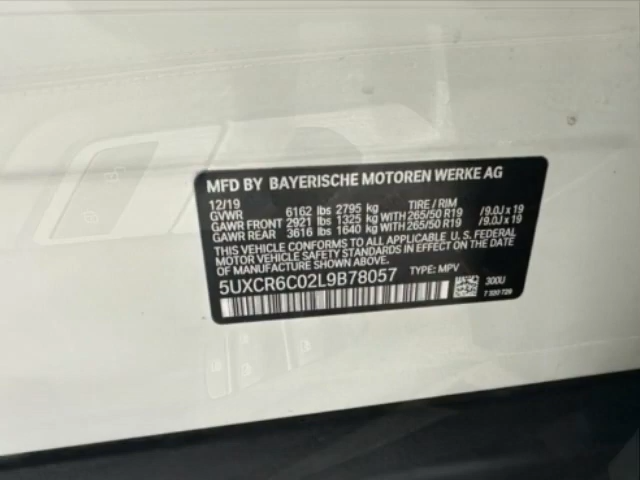 MFD BY BAYERISCHE MOTOREN WERKE AG
12/19 TIRE / RIM
GVWR 6162 lbs 2795 kg
GAWR FRONT 2921 lbs 1325 kg WITH 265/50 R19 /9.0J x 19
GAWR REAR 3616 lbs 1640 kg WITH 265/50 R19 /9.0J x 19
THIS VEHICLE CONFORMS TO ALL APPLICABLE U.S. FEDERAL
MOTOR VEHICLE SAFETY STANDARDS IN EFFECT ON THE DATE
OF MANUFACTURE SHOWN ABOVE.
5UXCR6C02L9B78057 TYPE: MPV
300U